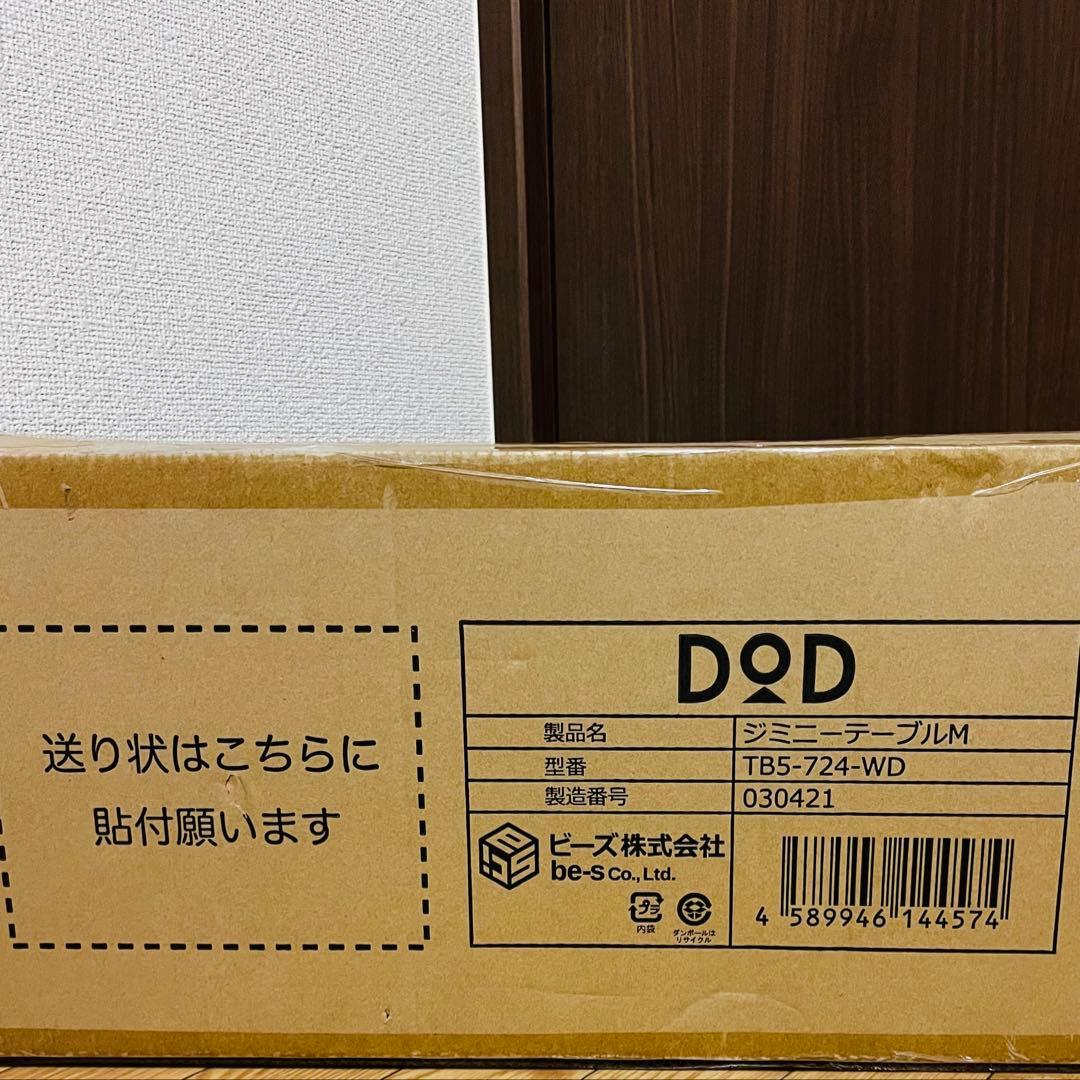 送り状はこちらに
貼付願います
DOD
製品名 ジミニーテーブルM
型番 TB5-724-WD
製造番号 030421
ビーズ株式会社
be-s Co., Ltd.
プラ
内袋
ダンボールは
リサイクル
4 589946 144574